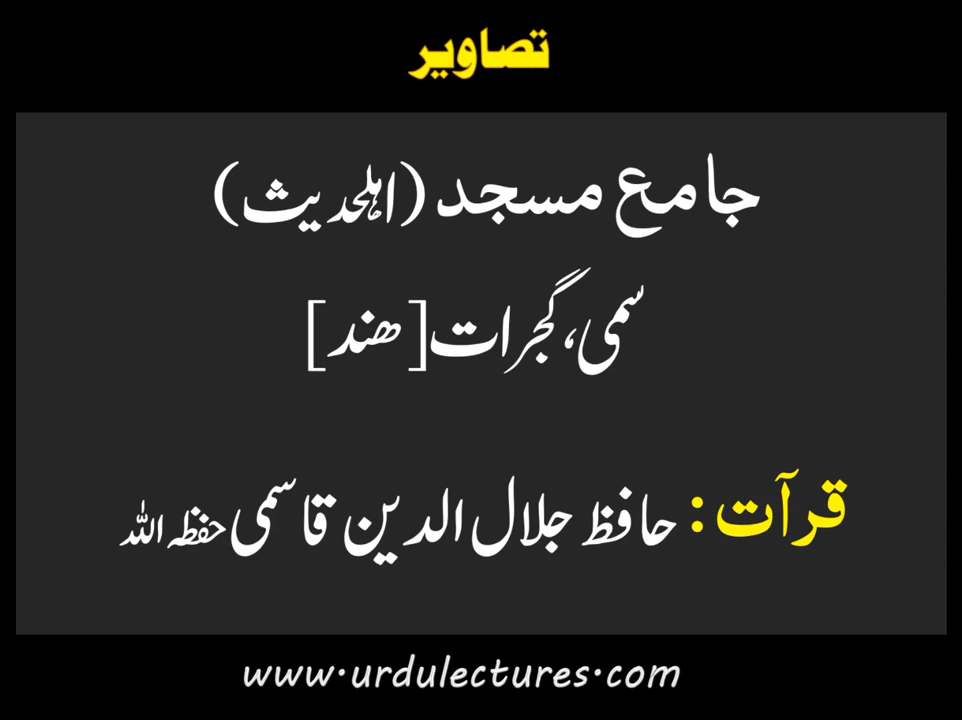 تصاویر
جامع مسجد (اہلحدیث)
سمی، گجرات [ھند]
قرآت: حافظ جلال الدین قاسمی حفظہ اللہ
www.urdulectures.com